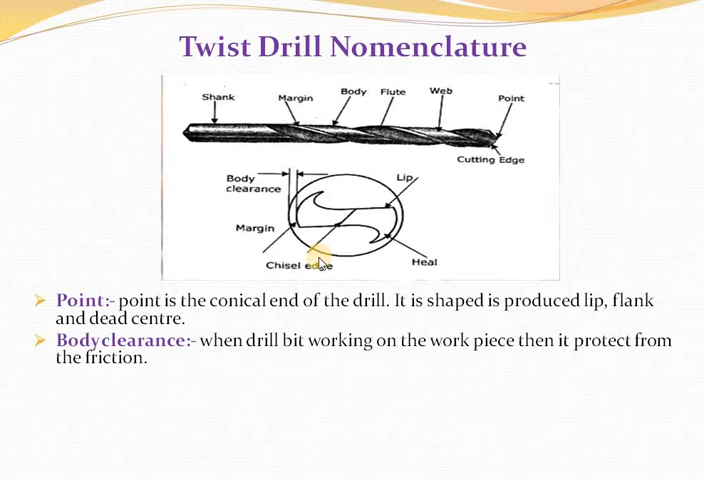 Twist Drill Nomenclature
Shank
Margin
Body
Flute
Web
Point
Cutting Edge
Body
clearance
Lip
Margin
Chisel edge
Heal
Point:- point is the conical end of the drill. It is shaped is produced lip, flank
and dead centre.
Body clearance:- when drill bit working on the work piece then it protect from
the friction.